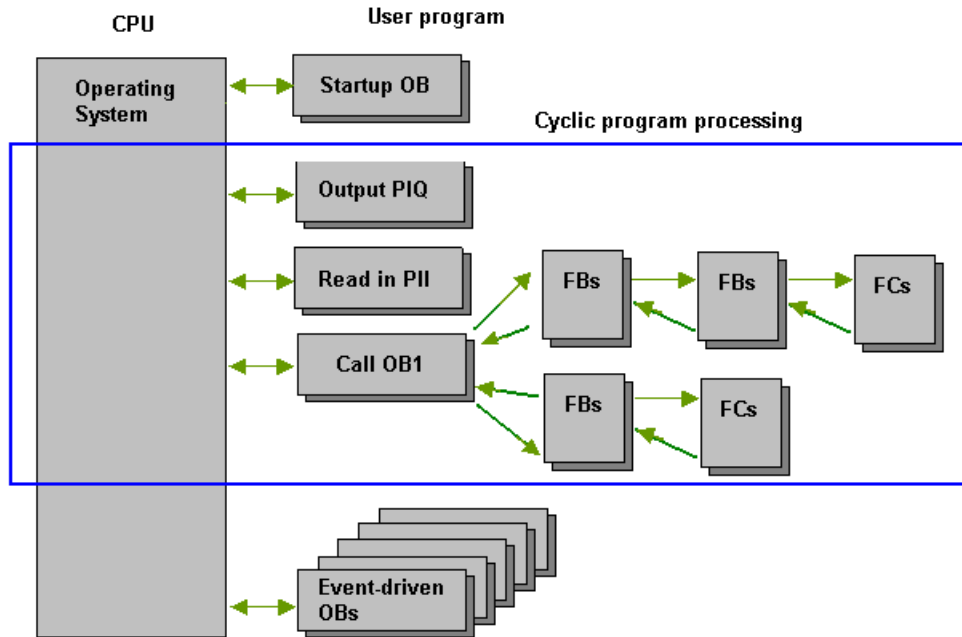 CPU
User program
Operating
System
Startup OB
Cyclic program processing
Output PIQ
Read in PII
FBs
FBs
FCs
Call OB1
FBs
FCs
Event-driven
OBs